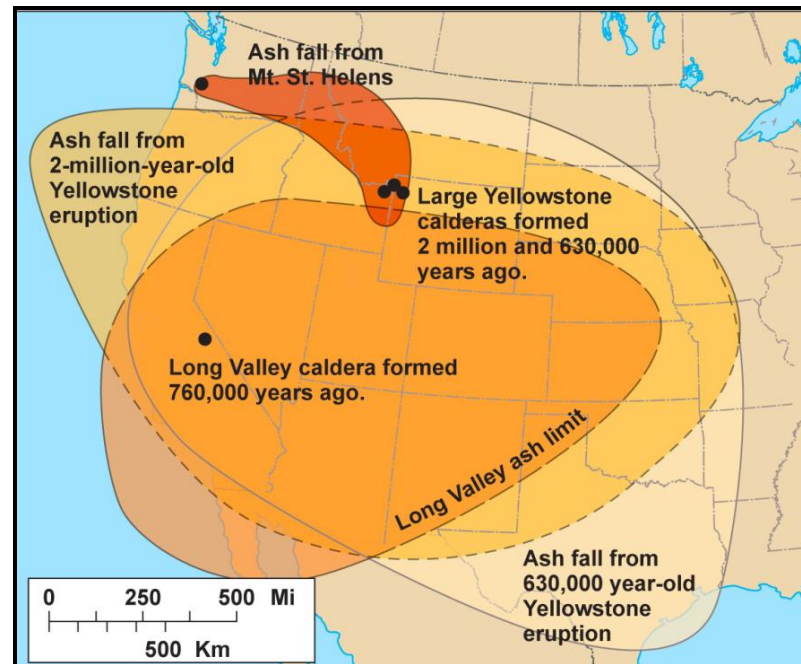 Ash fall from
Mt. St. Helens
Ash fall from
2-million-year-old
Yellowstone
eruption
Large Yellowstone
calderas formed
2 million and 630,000
years ago.
Long Valley caldera formed
760,000 years ago.
Long Valley ash limit
Ash fall from
630,000 year-old
Yellowstone
eruption
0 250 500 Mi
500 Km